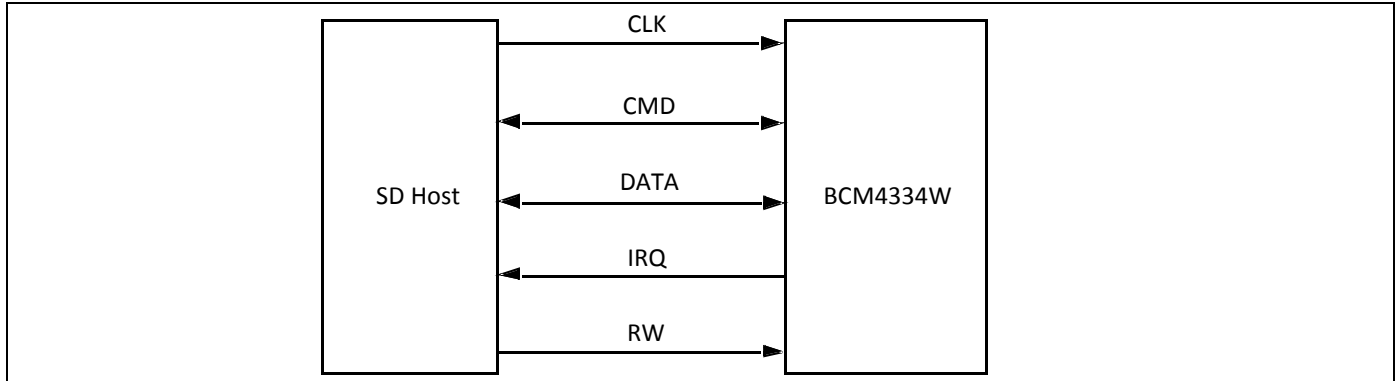 CLK
CMD
DATA
SD Host
BCM4334W
IRQ
RW